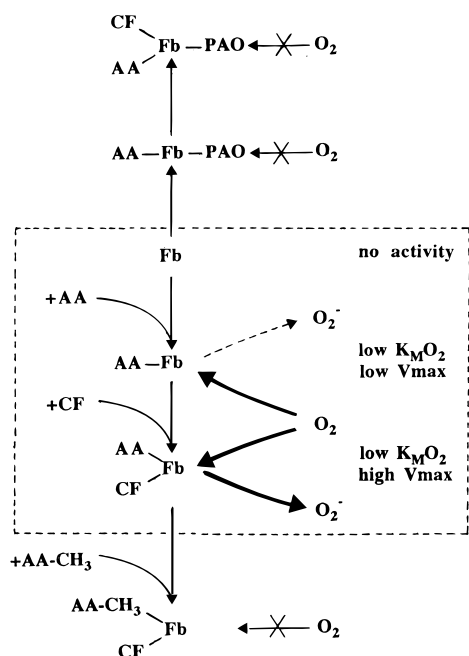 CF
Fb—PAO O₂
AA
AA—Fb—PAO O₂
Fb no activity
+AA
O₂⁻
low KMO₂
AA—Fb low Vmax
+CF
O₂
AA
Fb low KMO₂
CF high Vmax
O₂⁻
+AA-CH₃
AA-CH₃
Fb O₂
CF